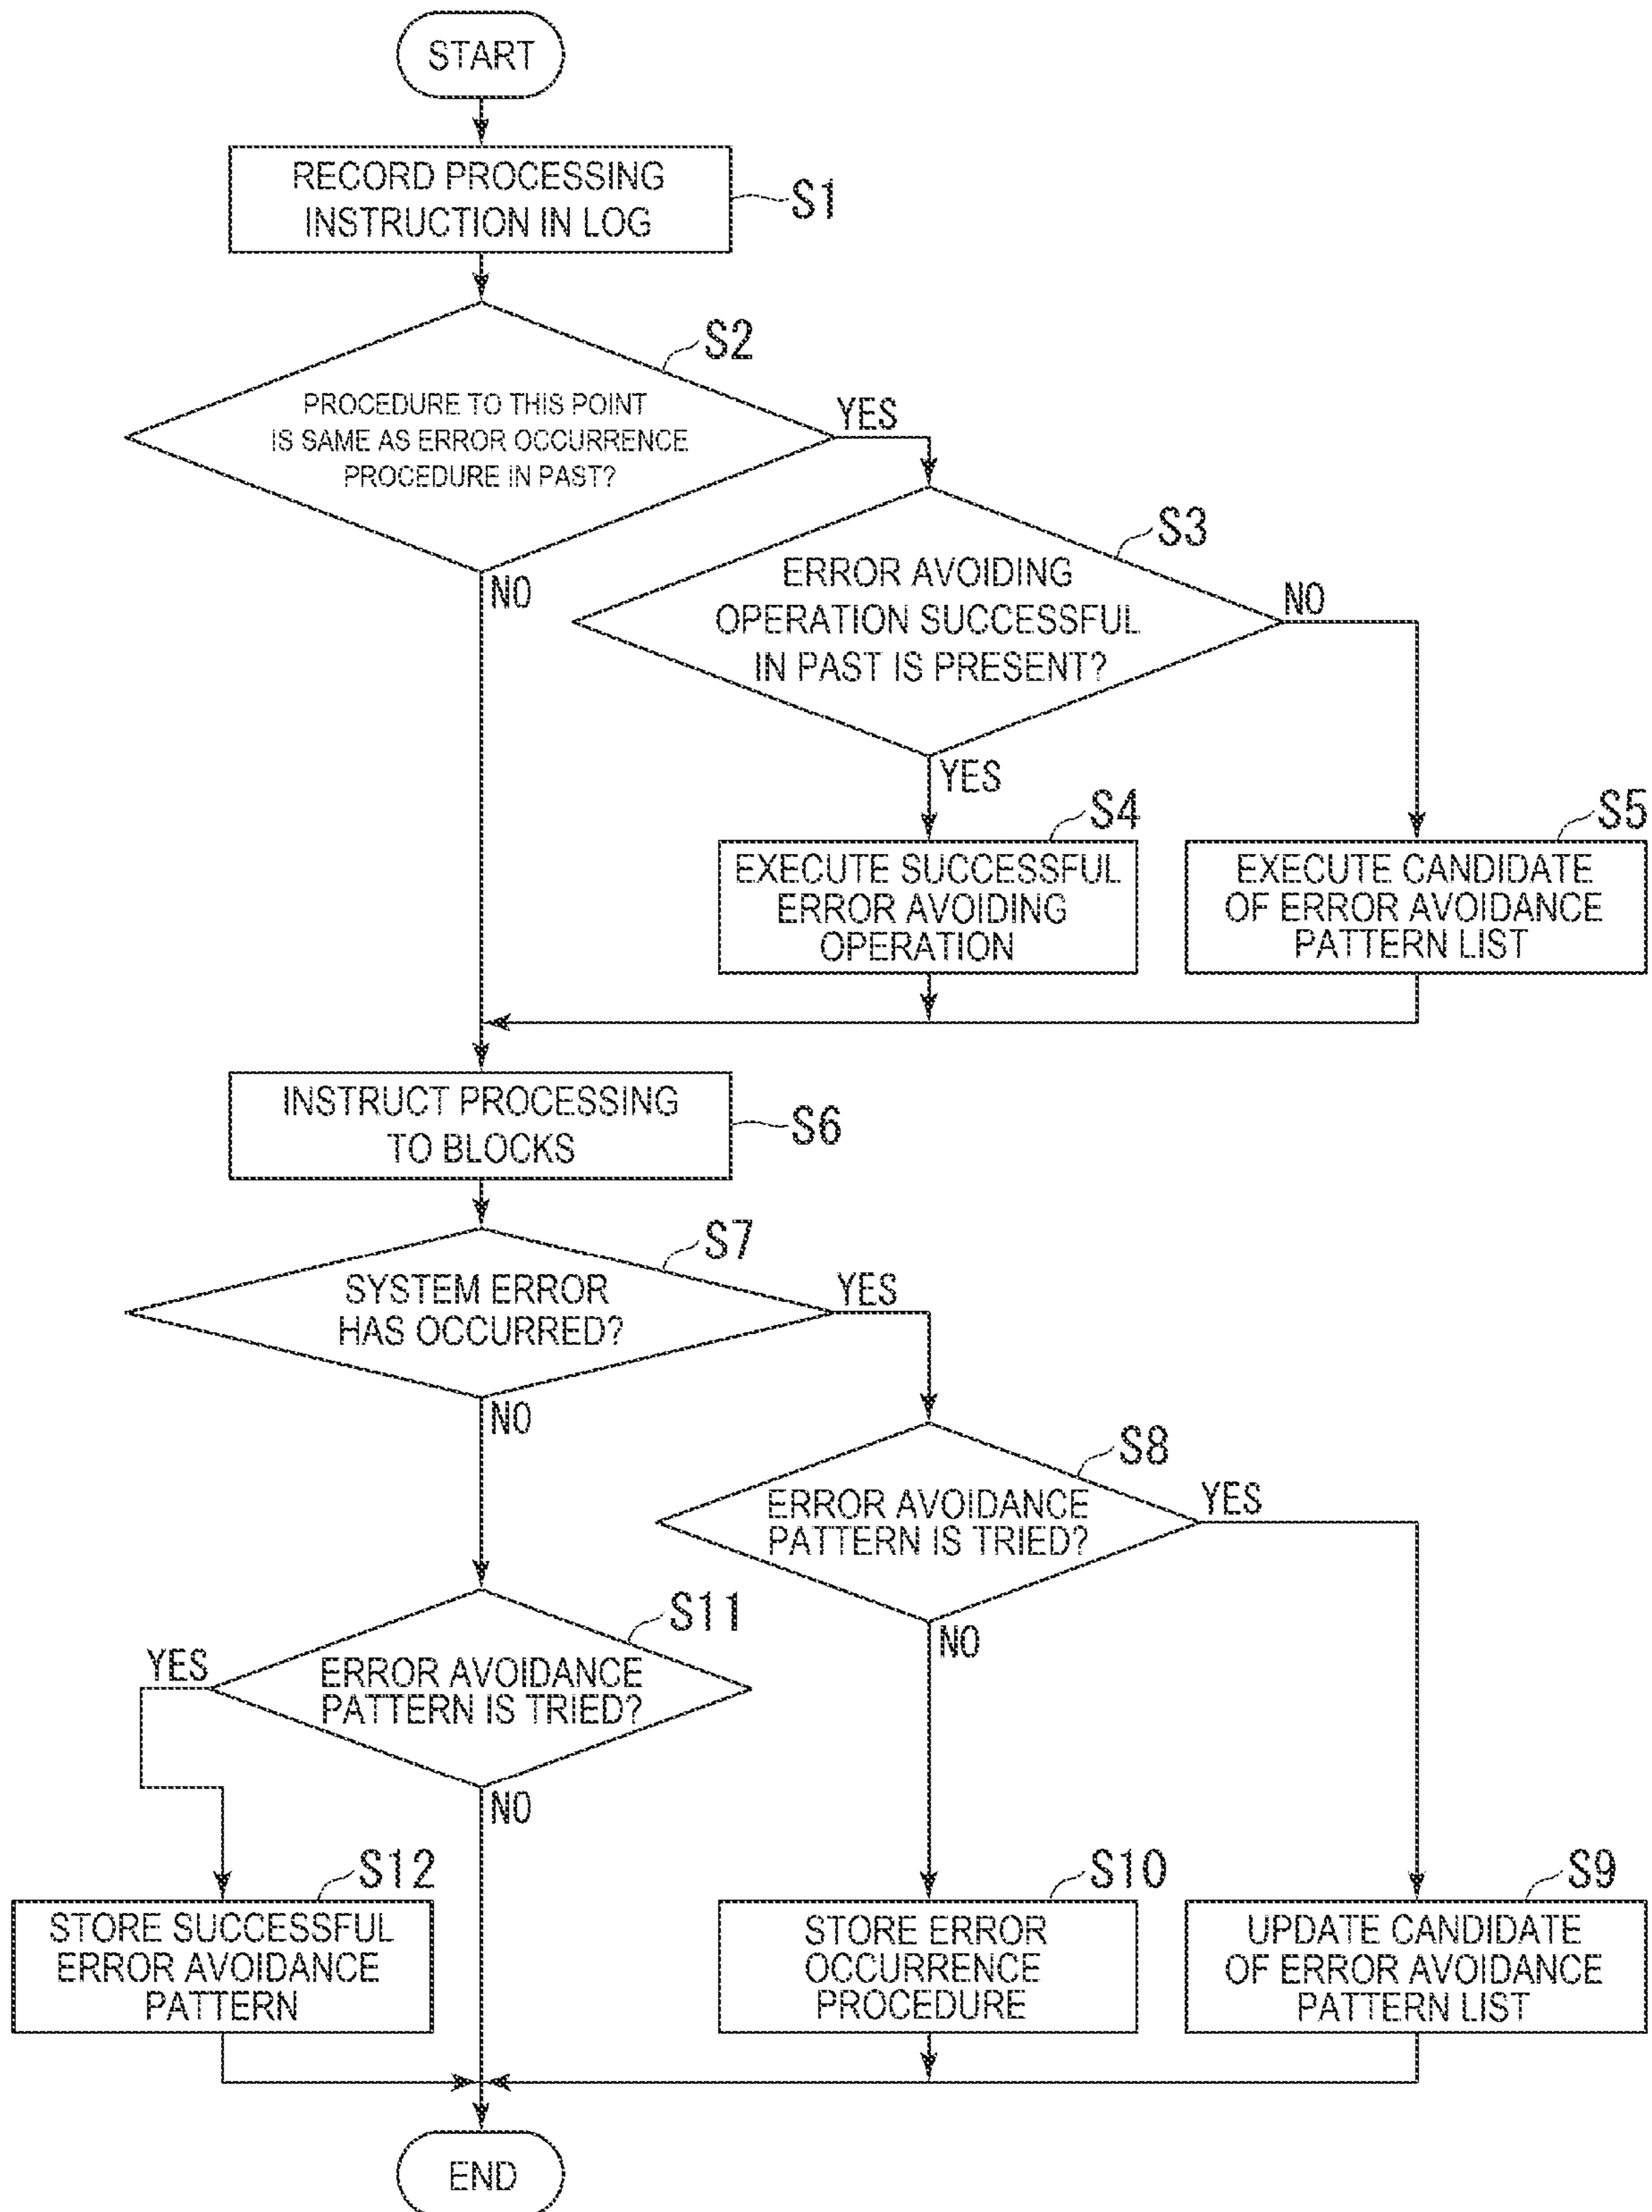 START
RECORD PROCESSING
INSTRUCTION IN LOG
S1
S2
PROCEDURE TO THIS POINT
IS SAME AS ERROR OCCURRENCE
PROCEDURE IN PAST?
YES
NO
S3
ERROR AVOIDING
OPERATION SUCCESSFUL
IN PAST IS PRESENT?
NO
YES
S4
EXECUTE SUCCESSFUL
ERROR AVOIDING
OPERATION
S5
EXECUTE CANDIDATE
OF ERROR AVOIDANCE
PATTERN LIST
INSTRUCT PROCESSING
TO BLOCKS
S6
S7
SYSTEM ERROR
HAS OCCURRED?
YES
NO
S8
ERROR AVOIDANCE
PATTERN IS TRIED?
YES
NO
S11
YES
ERROR AVOIDANCE
PATTERN IS TRIED?
NO
S12
STORE SUCCESSFUL
ERROR AVOIDANCE
PATTERN
S10
STORE ERROR
OCCURRENCE
PROCEDURE
S9
UPDATE CANDIDATE
OF ERROR AVOIDANCE
PATTERN LIST
END